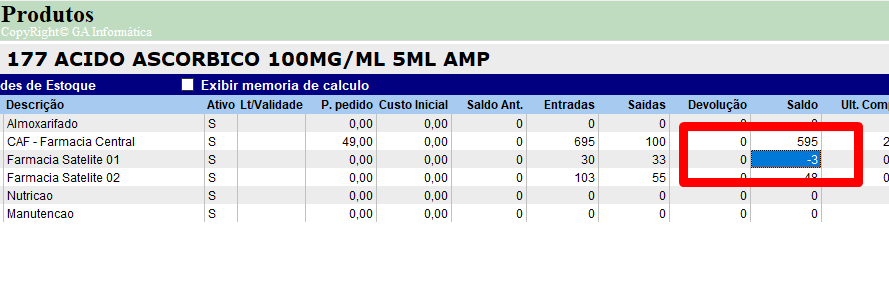 Produtos
CopyRight© GA.Informática
177 ACIDO ASCORBICO 100MG/ML 5ML AMP
des de Estoque Exibir memoria de calculo
Descrição Ativo Lt/Validade P. pedido Custo Inicial Saldo Ant. Entradas Saidas Devolução Saldo Ult. Comp
Almoxarifado S 0,00 0,00 0 0 0 0 0 0
CAF - Farmacia Central S 49,00 0,00 0 695 100 0 595 2
Farmacia Satelite 01 S 0,00 0,00 0 30 33 0 -3 0
Farmacia Satelite 02 S 0,00 0,00 0 103 55 0 48 0
Nutricao S 0,00 0,00 0 0 0 0 0 0
Manutencao S 0,00 0,00 0 0 0 0 0 0